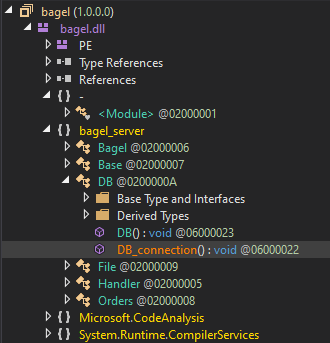 bagel (1.0.0.0)
bagel.dll
PE
Type References
References
{ } -
<Module> @02000001
{ } bagel_server
Bagel @02000006
Base @02000007
DB @0200000A
Base Type and Interfaces
Derived Types
DB() : void @06000023
DB_connection() : void @06000022
File @02000009
Handler @02000005
Orders @02000008
{ } Microsoft.CodeAnalysis
{ } System.Runtime.CompilerServices